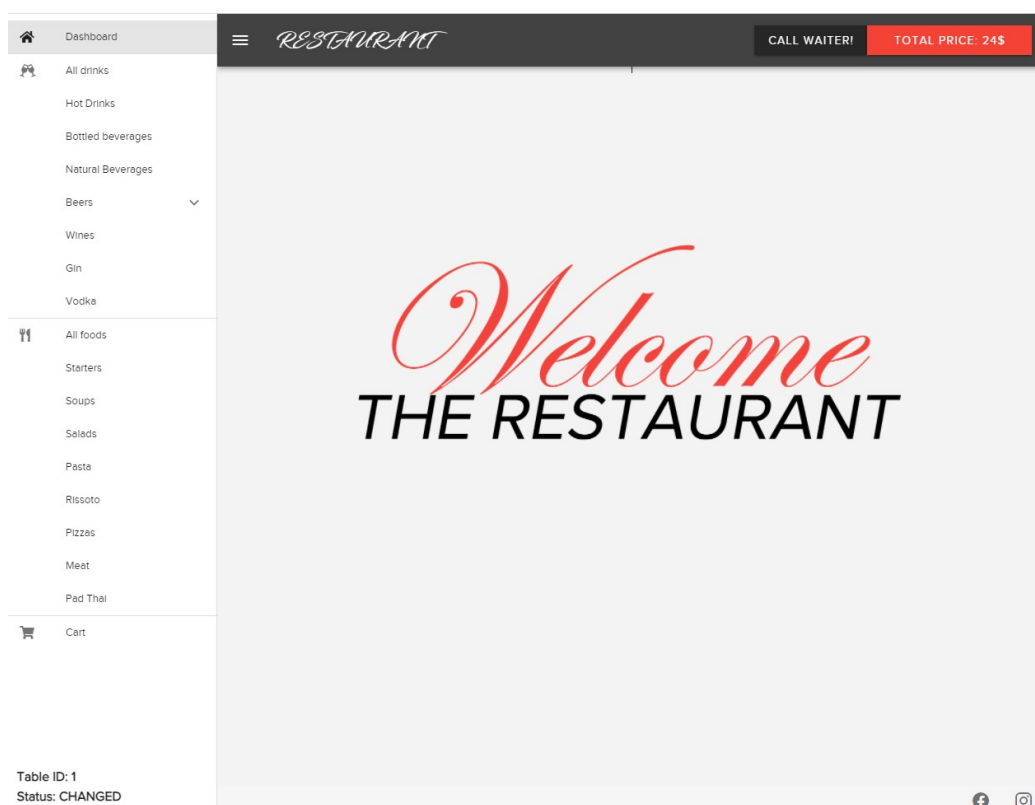 Dashboard
All drinks
Hot Drinks
Bottled beverages
Natural Beverages
Beers
Wines
Gin
Vodka
All foods
Starters
Soups
Salads
Pasta
Rissoto
Pizzas
Meat
Pad Thai
Cart
Table ID: 1
Status: CHANGED
RESTAURANT
CALL WAITER!
TOTAL PRICE: 24$
Welcome
THE RESTAURANT